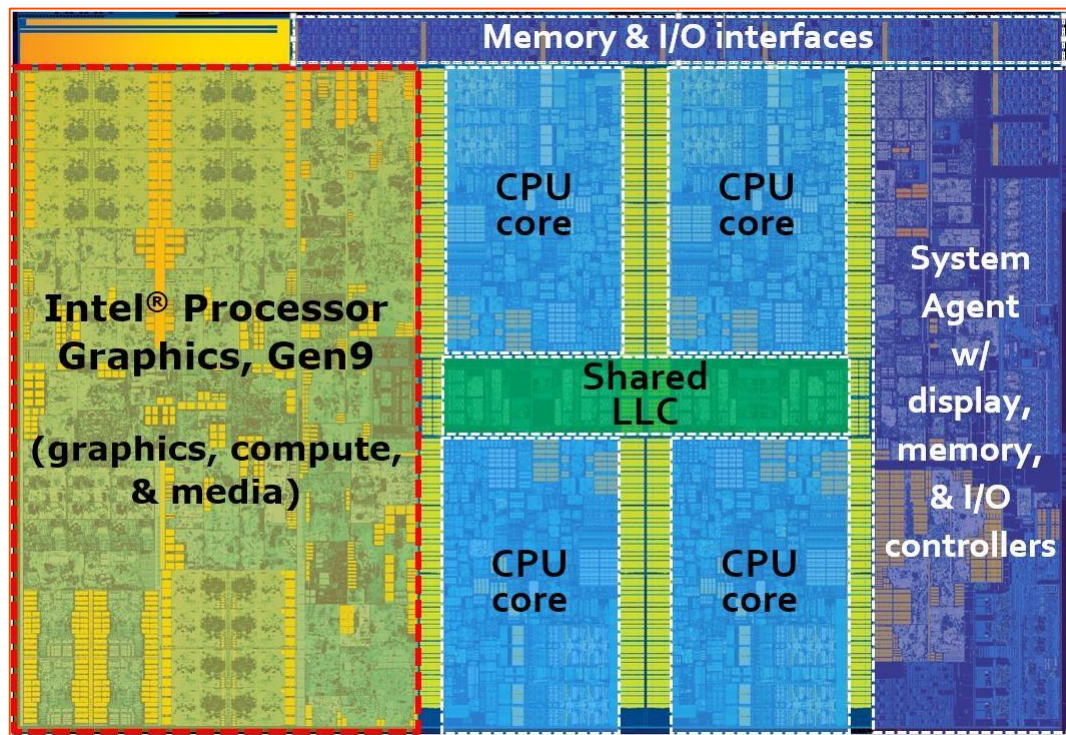 Memory & I/O interfaces
CPU
core
CPU
core
Intel® Processor
Graphics, Gen9
(graphics, compute,
& media)
Shared
LLC
System
Agent
w/
display,
memory,
& I/O
controllers
CPU
core
CPU
core